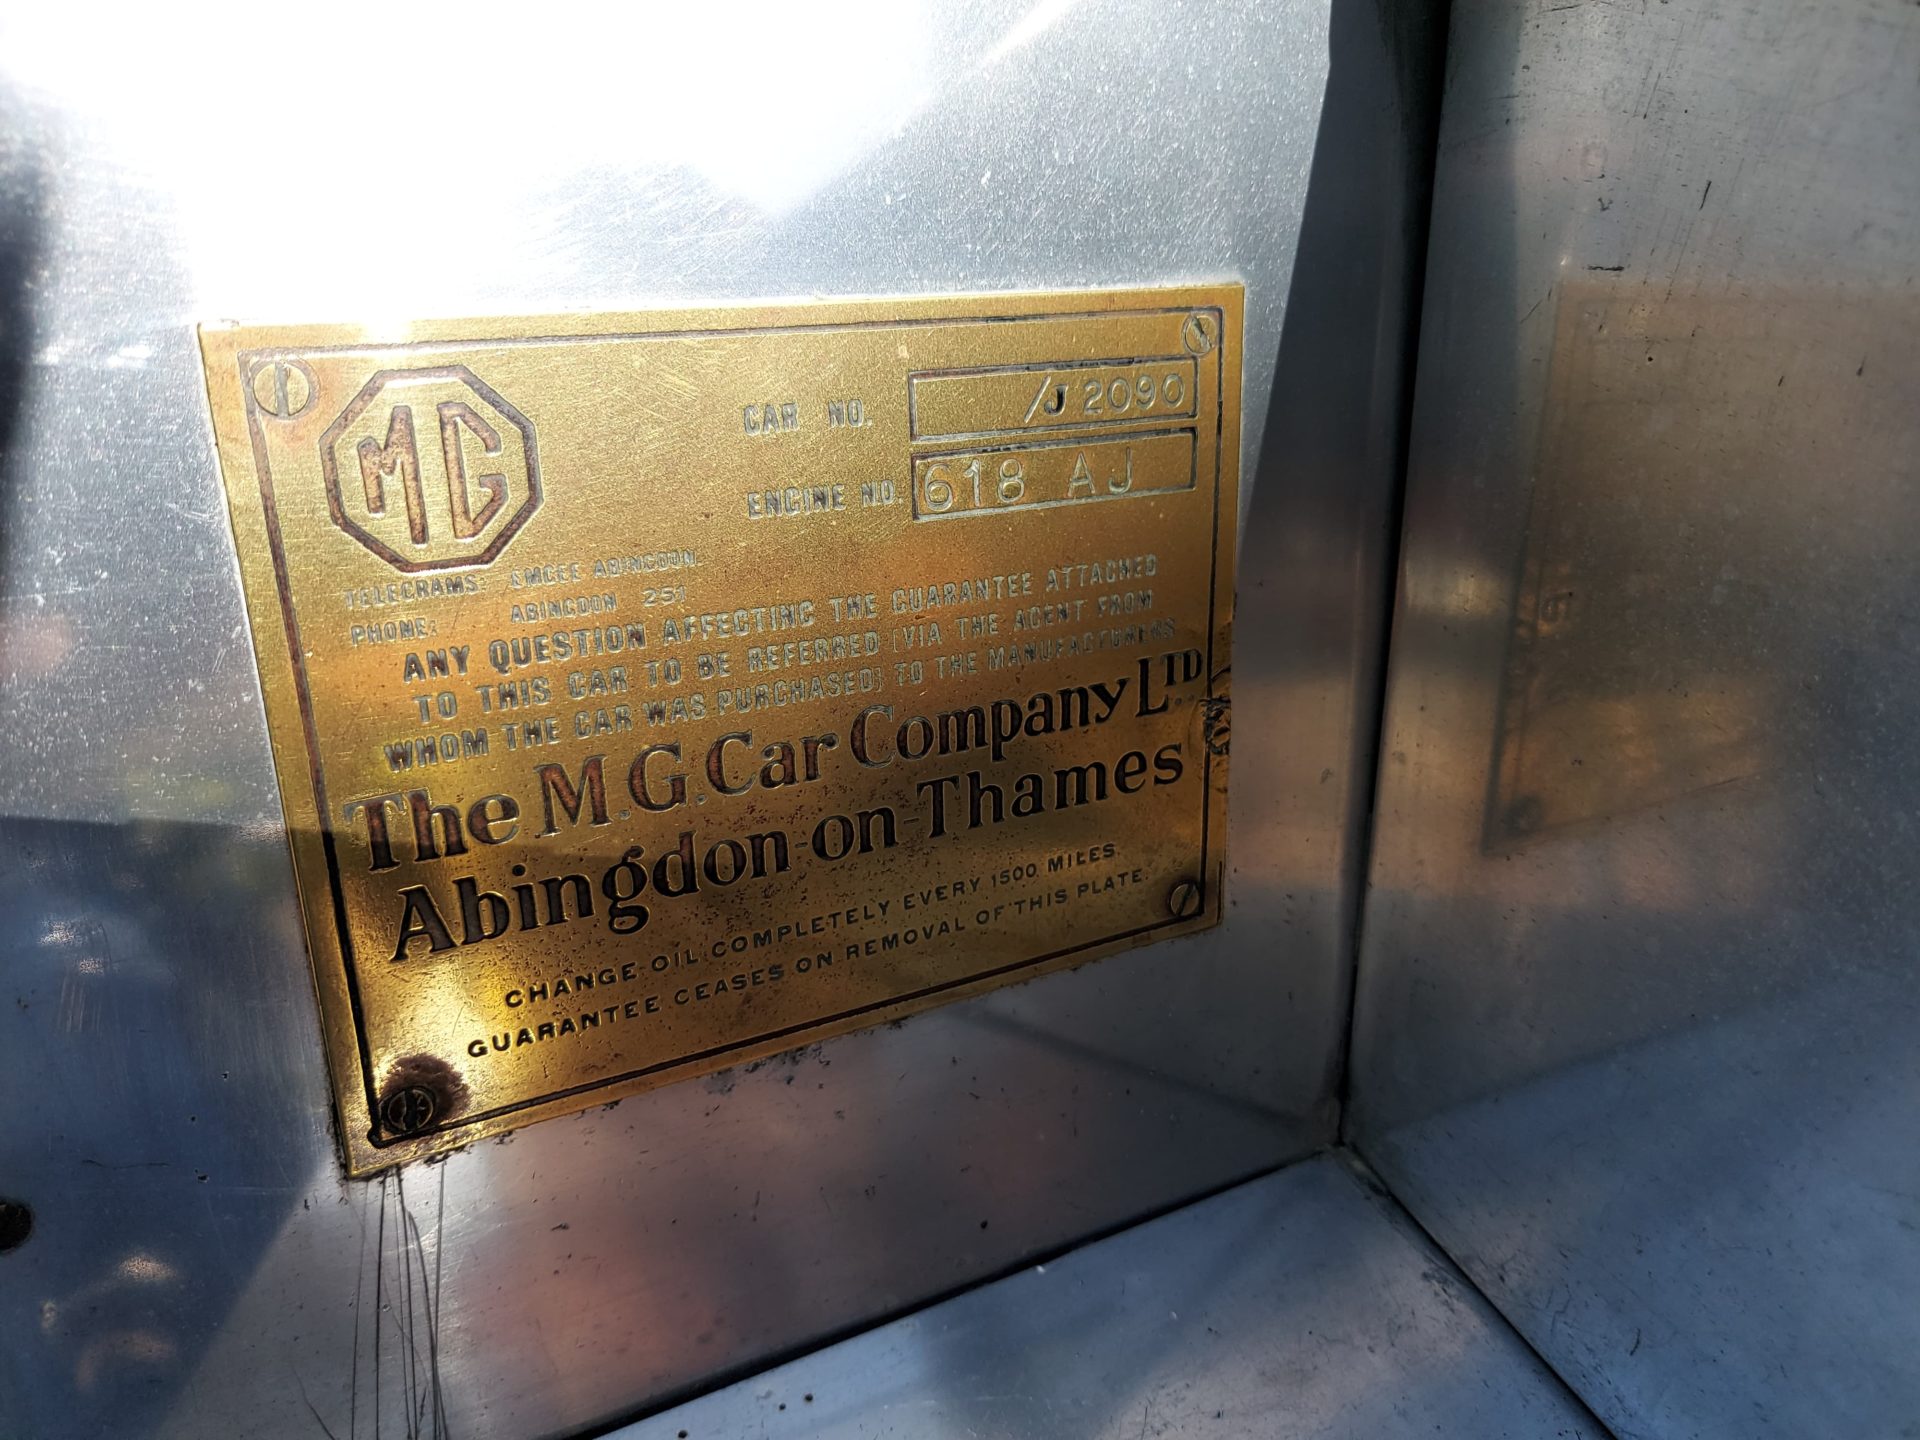 MG
CAR NO. /J 2090
ENGINE NO. 618 AJ
TELEGRAMS: EMCEE ABINGDON.
PHONE: ABINGDON 251
ANY QUESTION AFFECTING THE GUARANTEE ATTACHED
TO THIS CAR TO BE REFERRED (VIA THE AGENT FROM
WHOM THE CAR WAS PURCHASED) TO THE MANUFACTURERS
The M.G. Car Company LTD.
Abingdon-on-Thames
CHANGE OIL COMPLETELY EVERY 1500 MILES.
GUARANTEE CEASES ON REMOVAL OF THIS PLATE.